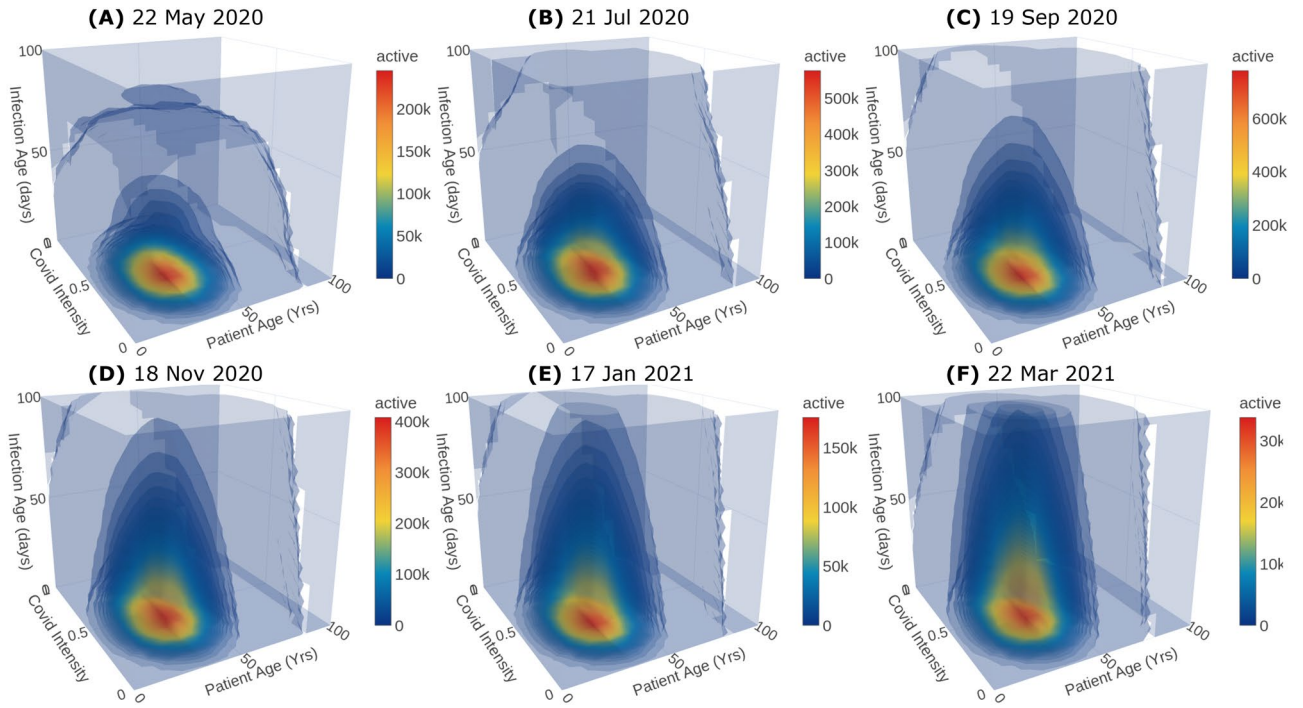 (A) 22 May 2020
active
200k
150k
100k
50k
0
100
50
0
Infection Age (days)
Covid Intensity
0.5
0
0
50
100
Patient Age (Yrs)
(B) 21 Jul 2020
active
500k
400k
300k
200k
100k
0
100
50
0
Infection Age (days)
Covid Intensity
0.5
0
0
50
100
Patient Age (Yrs)
(C) 19 Sep 2020
active
600k
400k
200k
0
100
50
0
Infection Age (days)
Covid Intensity
0.5
0
0
50
100
Patient Age (Yrs)
(D) 18 Nov 2020
active
400k
300k
200k
100k
0
100
50
0
Infection Age (days)
Covid Intensity
0.5
0
0
50
100
Patient Age (Yrs)
(E) 17 Jan 2021
active
150k
100k
50k
0
100
50
0
Infection Age (days)
Covid Intensity
0.5
0
0
50
100
Patient Age (Yrs)
(F) 22 Mar 2021
active
30k
20k
10k
0
100
50
0
Infection Age (days)
Covid Intensity
0.5
0
0
50
100
Patient Age (Yrs)